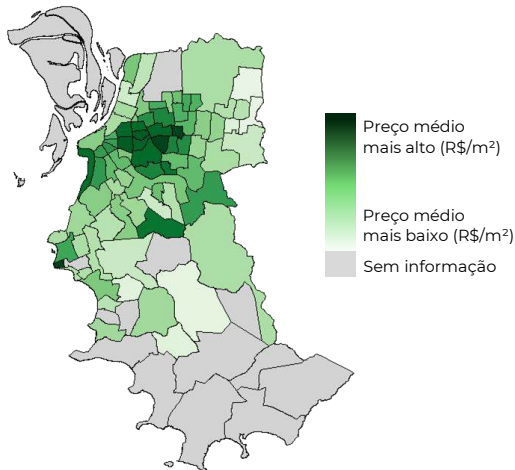 Preço médio
mais alto (R$/m²)
Preço médio
mais baixo (R$/m²)
Sem informação